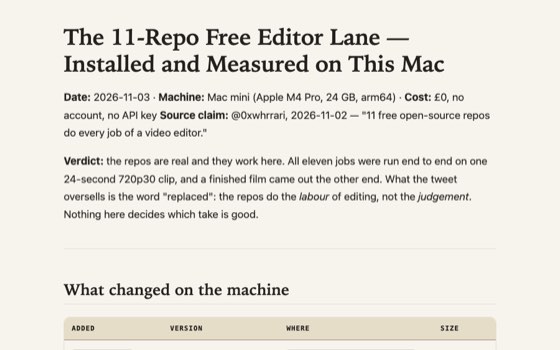 The 11-Repo Free Editor Lane —
Installed and Measured on This Mac
Date: 2026-11-03 · Machine: Mac mini (Apple M4 Pro, 24 GB, arm64) · Cost: £0, no
account, no API key Source claim: @0xwhrrari, 2026-11-02 — "11 free open-source repos
do every job of a video editor."
Verdict: the repos are real and they work here. All eleven jobs were run end to end on one
24-second 720p30 clip, and a finished film came out the other end. What the tweet
oversells is the word "replaced": the repos do the labour of editing, not the judgement.
Nothing here decides which take is good.
What changed on the machine
ADDED VERSION WHERE SIZE